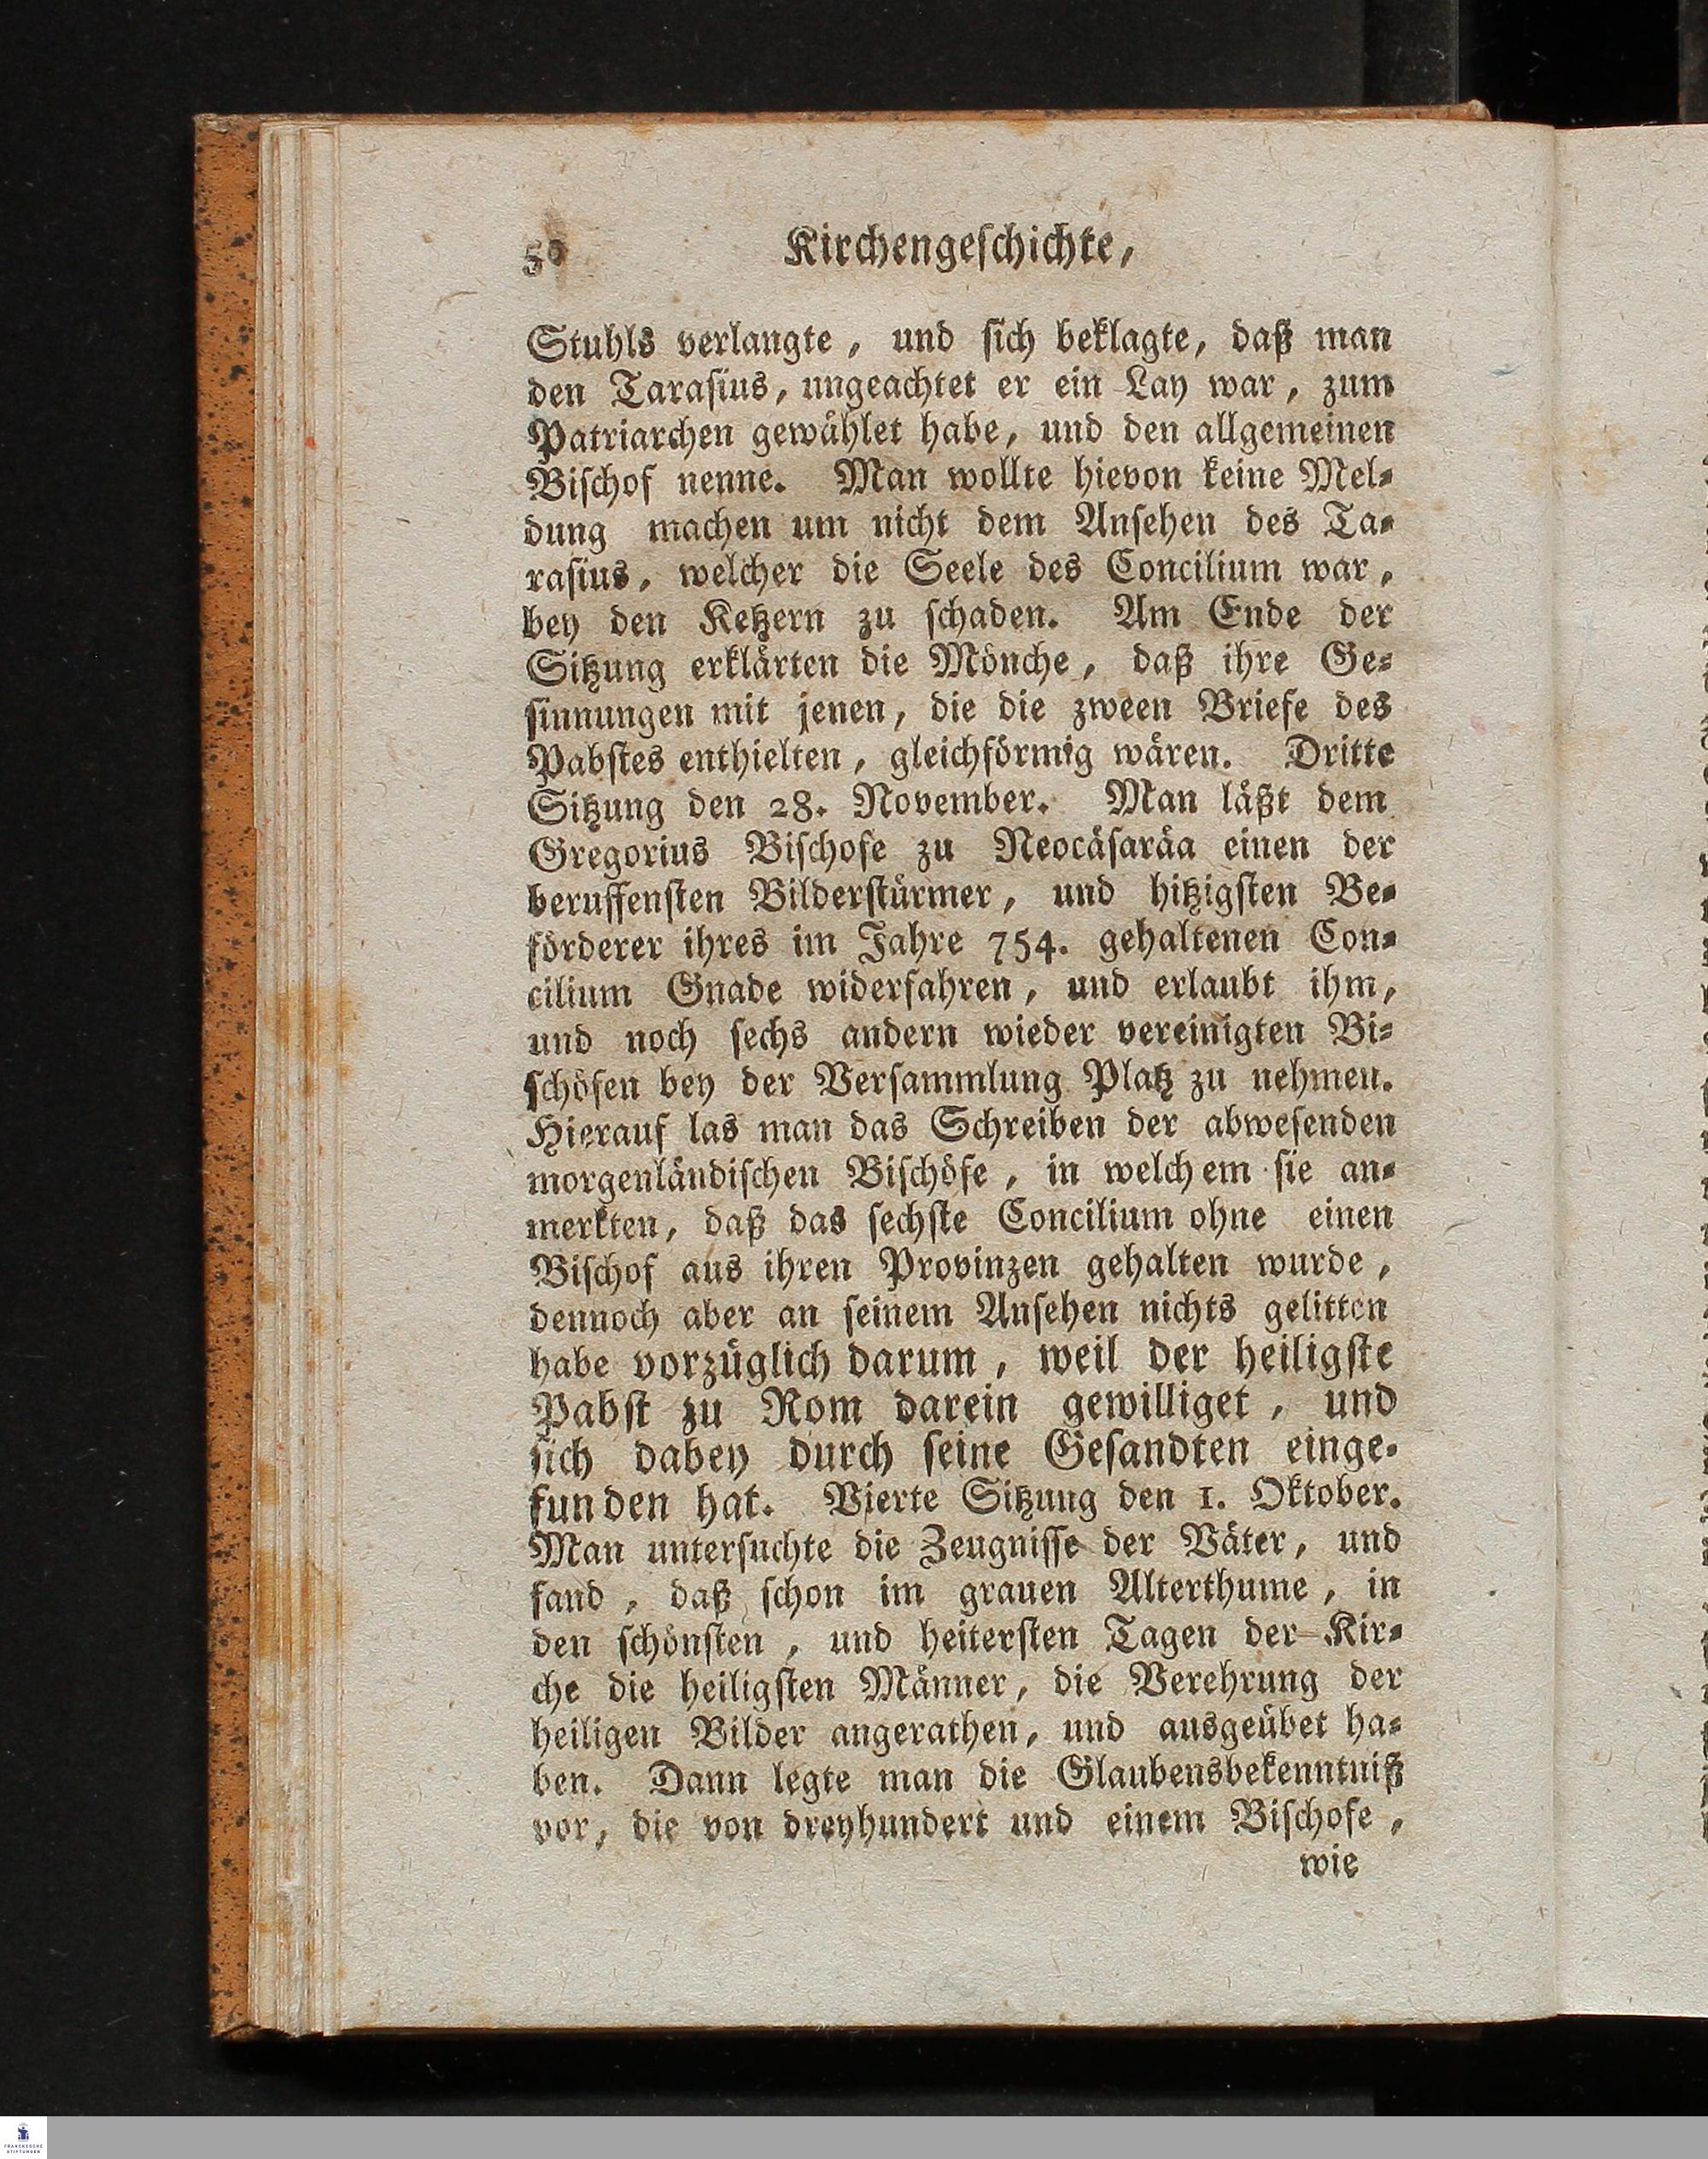 50 Kirchengeschichte,
Stuhls verlangte, und sich beklagte, daß man
den Tarasius, ungeachtet er ein Lay war, zum
Patriarchen gewählet habe, und den allgemeinen
Bischof nenne. Man wollte hievon keine Mel-
dung machen um nicht dem Ansehen des Ta-
rasius, welcher die Seele des Concilium war,
bey den Ketzern zu schaden. Am Ende der
Sitzung erklärten die Mönche, daß ihre Ge-
sinnungen mit jenen, die die zween Briefe des
Pabstes enthielten, gleichförmig wären. Dritte
Sitzung den 28. November. Man läßt dem
Gregorius Bischofe zu Neocäsaräa einen der
beruffensten Bilderstürmer, und hitzigsten Be-
förderer ihres im Jahre 754. gehaltenen Con-
cilium Gnade widerfahren, und erlaubt ihm,
und noch sechs andern wieder vereinigten Bi-
schöfen bey der Versammlung Platz zu nehmen.
Hierauf las man das Schreiben der abwesenden
morgenländischen Bischöfe, in welchem sie an-
merkten, daß das sechste Concilium ohne einen
Bischof aus ihren Provinzen gehalten wurde,
dennoch aber an seinem Ansehen nichts gelitten
habe vorzüglich darum, weil der heiligste
Pabst zu Rom darein gewilliget, und
sich dabey durch seine Gesandten einge-
funden hat. Vierte Sitzung den 1. Oktober.
Man untersuchte die Zeugnisse der Väter, und
fand, daß schon im grauen Alterthume, in
den schönsten, und heitersten Tagen der Kir-
che die heiligsten Männer, die Verehrung der
heiligen Bilder angerathen, und ausgeübet ha-
ben. Dann legte man die Glaubensbekenntniß
vor, die von dreyhundert und einem Bischofe,
wie
FRANCKESCHE
STIFTUNGEN